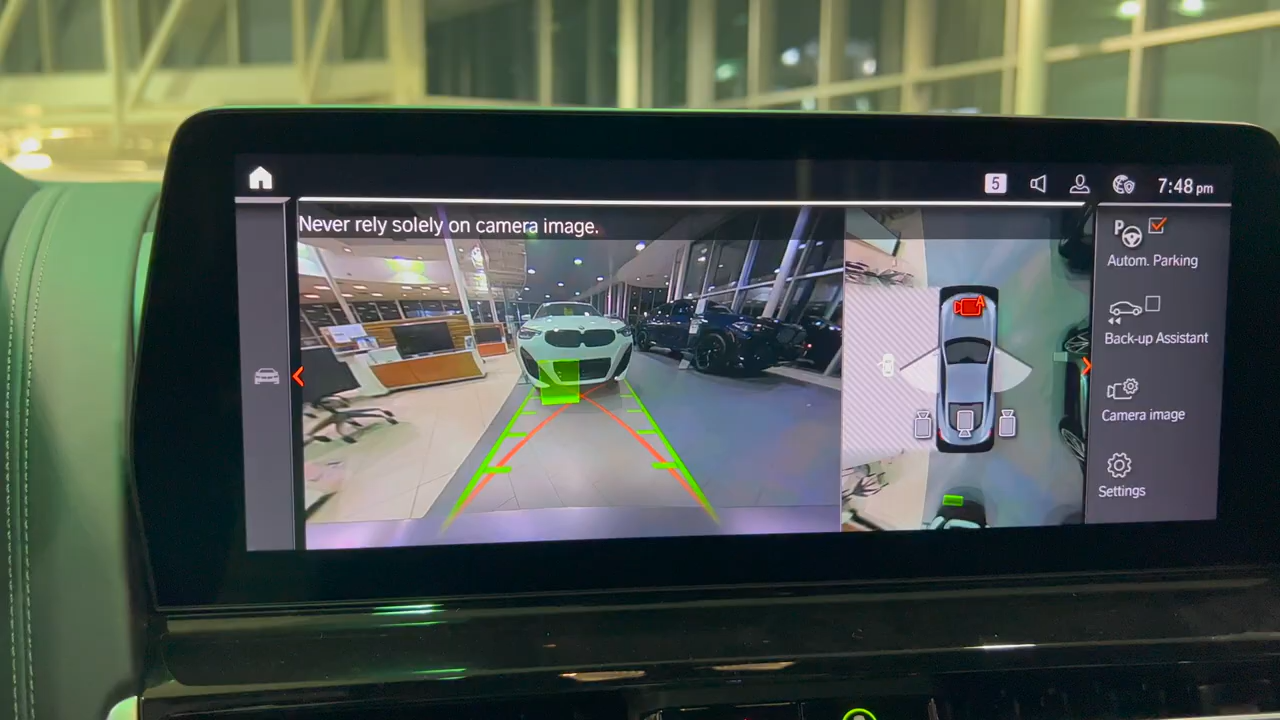 5
7:48 pm
Never rely solely on camera image.
P
Autom. Parking
A
Back-up Assistant
Camera image
Settings